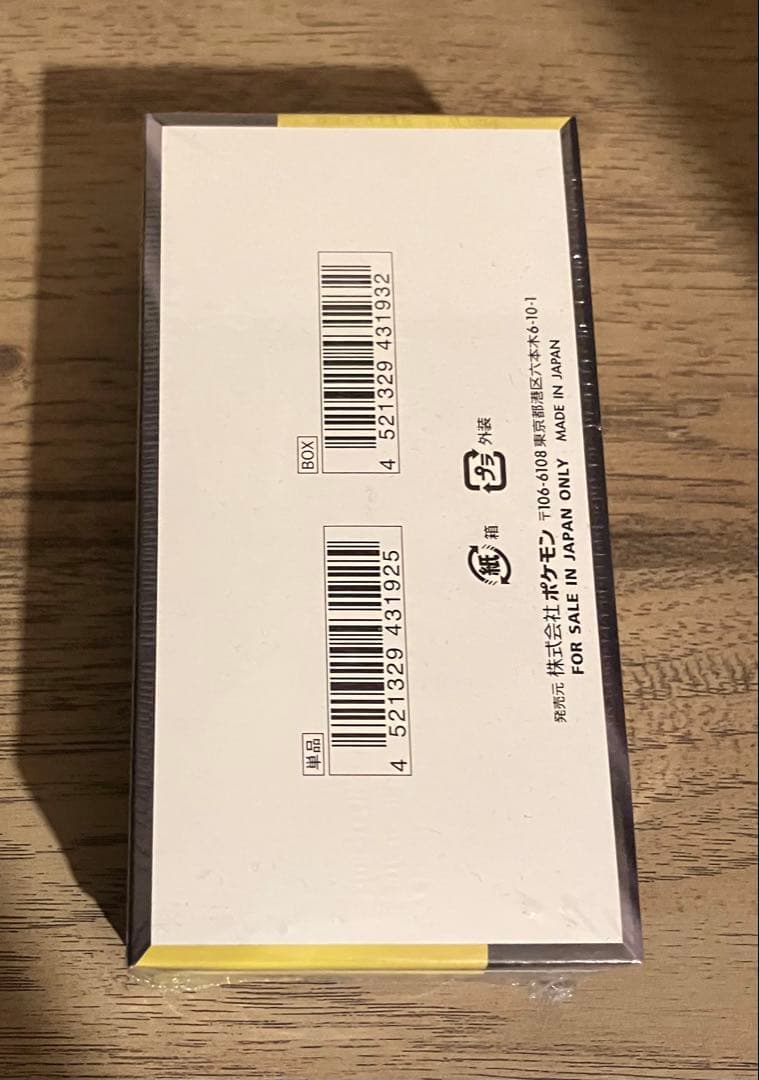 単品
4 521329 431925
BOX
4 521329 431932
紙 箱
プラ 外装
発売元 株式会社ポケモン 〒106-6108 東京都港区六本木6-10-1
FOR SALE IN JAPAN ONLY MADE IN JAPAN